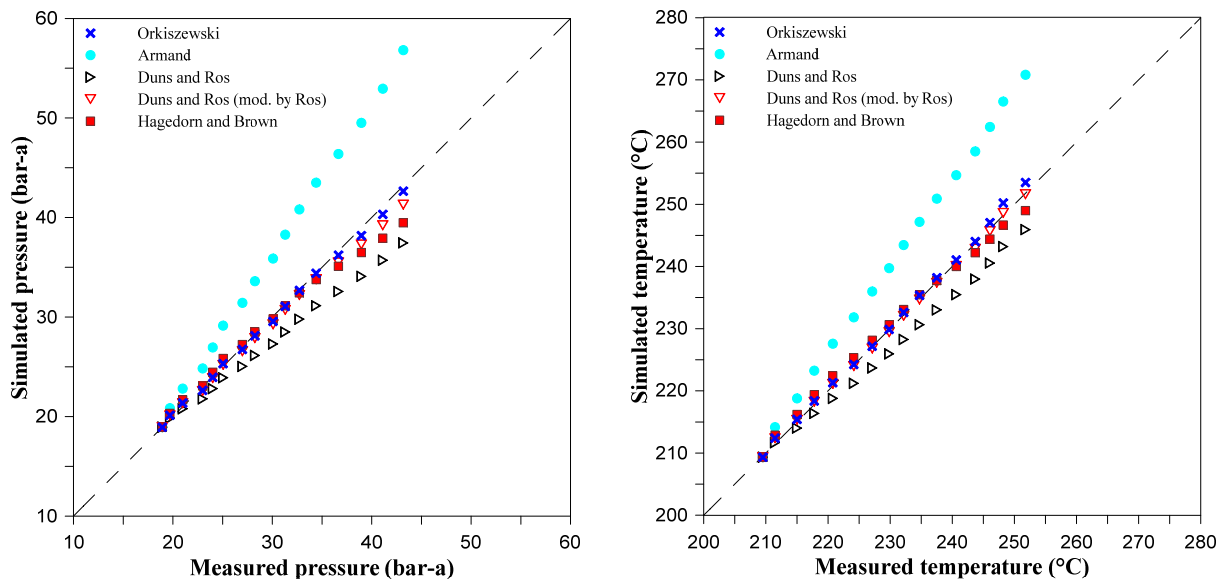 60
50
40
30
20
10
10
20
30
40
50
60
Simulated pressure (bar-a)
Measured pressure (bar-a)
Orkiszewski
Armand
Duns and Ros
Duns and Ros (mod. by Ros)
Hagedorn and Brown
280
270
260
250
240
230
220
210
200
200
210
220
230
240
250
260
270
280
Simulated temperature (°C)
Measured temperature (°C)
Orkiszewski
Armand
Duns and Ros
Duns and Ros (mod. by Ros)
Hagedorn and Brown